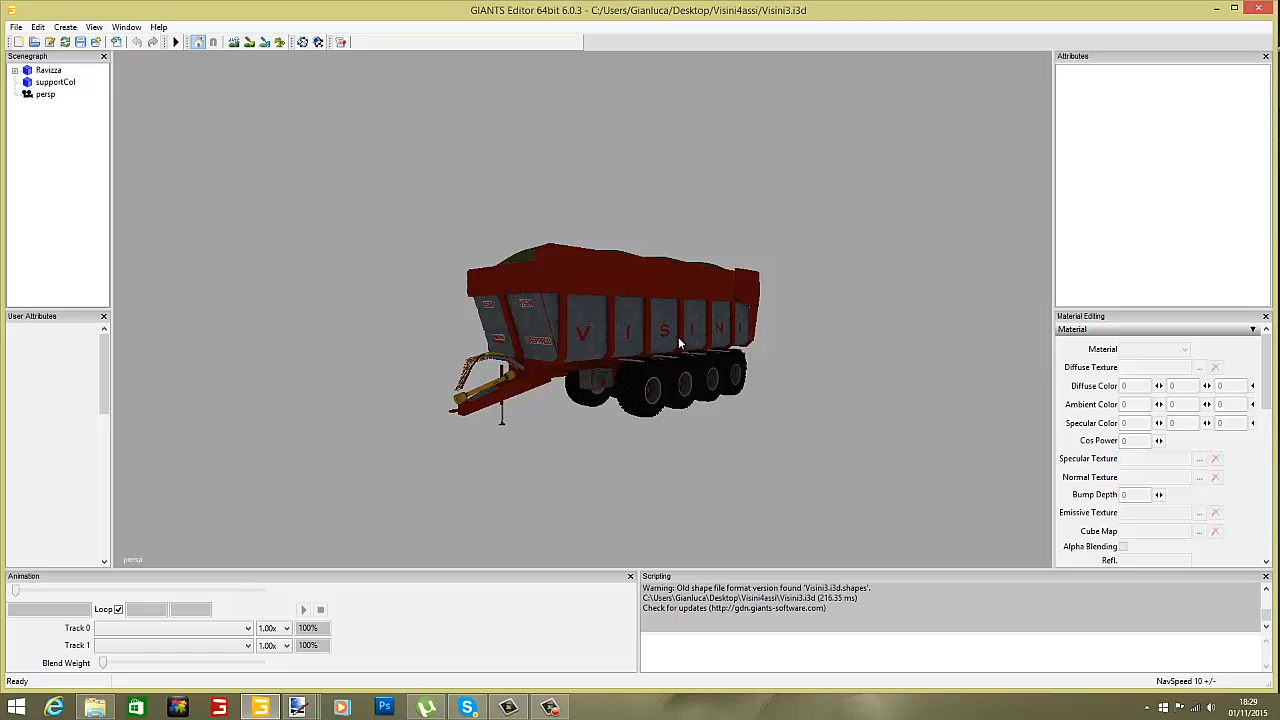 GIANTS Editor 64bit 6.0.3 - C:/Users/Gianluca/Desktop/Visini4assi/Visini3.i3d
File Edit Create View Window Help
Scenegraph
Ravizza
supportCol
persp
User Attributes
V I S I N I
persp
Attributes
Material Editing
Material
Material
Diffuse Texture ...
Diffuse Color 0 0 0
Ambient Color 0 0 0
Specular Color 0 0 0
Cos Power 0
Specular Texture ...
Normal Texture ...
Bump Depth 0
Emissive Texture ...
Cube Map ...
Alpha Blending
Refl.
Animation
Loop
Track 0 1.00x 100%
Track 1 1.00x 100%
Blend Weight
Scripting
Warning: Old shape file format version found 'Visini3.i3d.shapes'.
C:\Users\Gianluca\Desktop\Visini4assi\Visini3.i3d (216.35 ms)
Check for updates (http://gdn.giants-software.com)
Ready
NavSpeed 10 +/-
Ps
18:29
01/11/2015